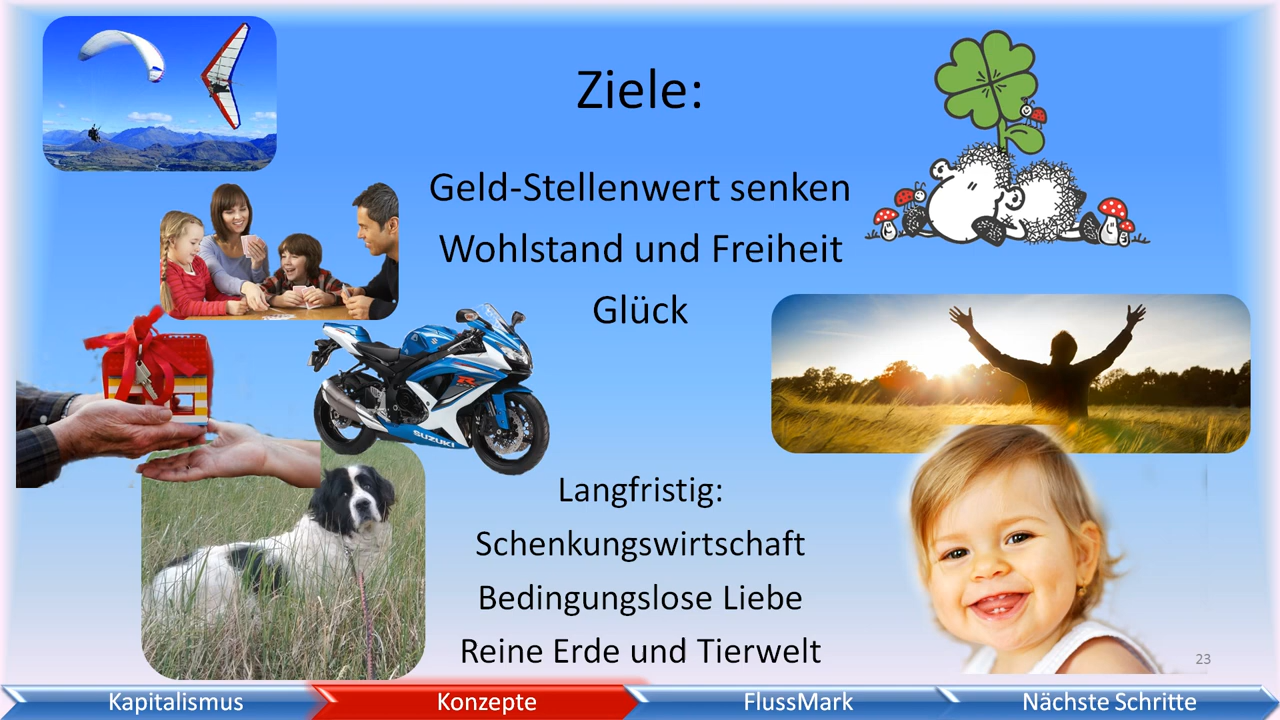 Ziele:
Geld-Stellenwert senken
Wohlstand und Freiheit
Glück
R
SUZUKI
Langfristig:
Schenkungswirtschaft
Bedingungslose Liebe
Reine Erde und Tierwelt
23
Kapitalismus
Konzepte
FlussMark
Nächste Schritte